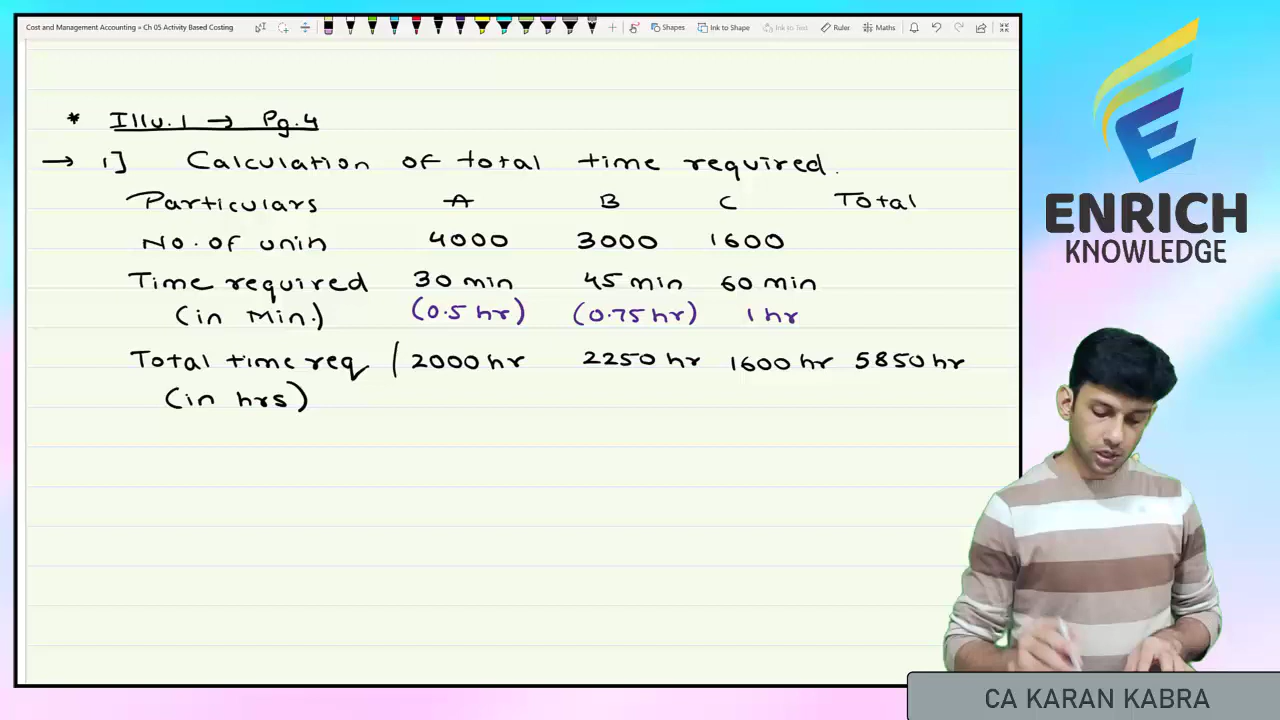 Cost and Management Accounting » Ch 05 Activity Based Costing
Shapes
Ink to Shape
Ink to Text
Ruler
Maths
* Illu.1 → Pg.4
→ 1] Calculation of total time required.
Particulars A B C Total
No. of units 4000 3000 1600
Time required 30 min 45 min 60 min
(in Min.) (0.5 hr) (0.75 hr) 1 hr
Total time req 2000 hr 2250 hr 1600 hr 5850 hr
(in hrs)
ENRICH
KNOWLEDGE
CA KARAN KABRA